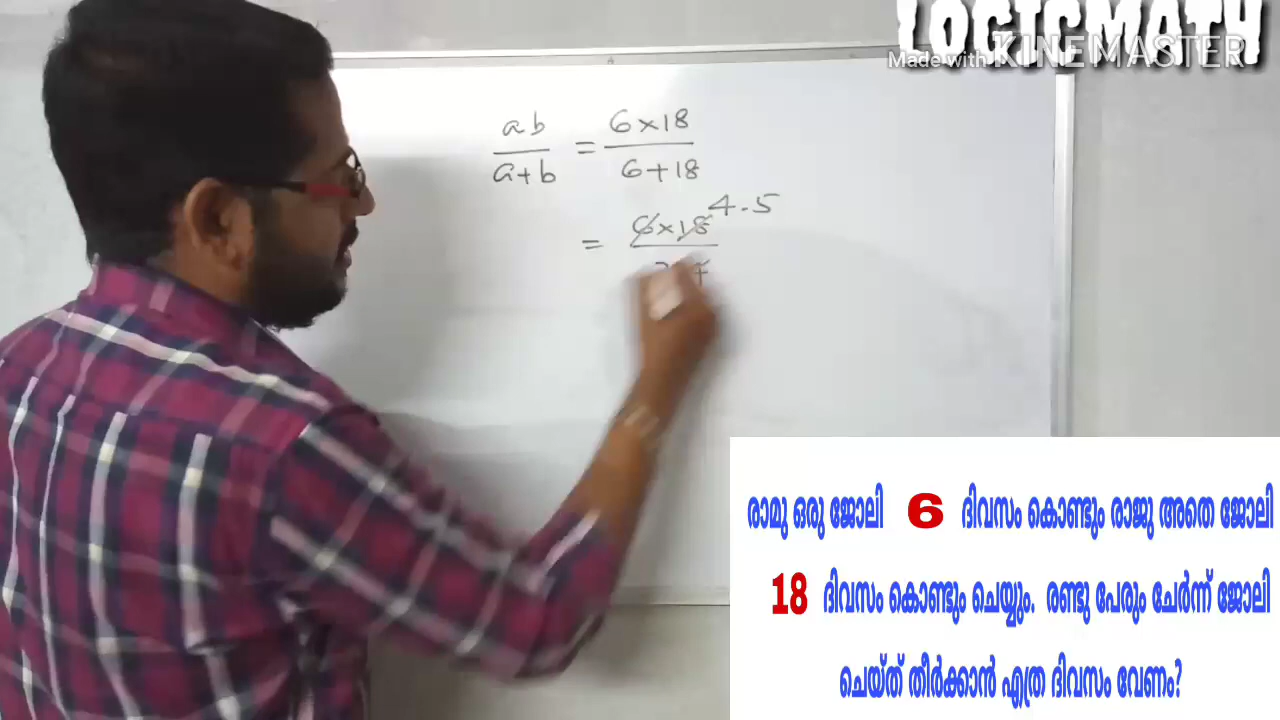 LOGICMATH
Made with KINEMASTER
ab / a+b = 6×18 / 6+18
= 6×18 4.5
രാമു ഒരു ജോലി 6 ദിവസം കൊണ്ടും രാജു അതെ ജോലി
18 ദിവസം കൊണ്ടും ചെയ്യും. രണ്ടു പേരും ചേർന്ന് ജോലി
ചെയ്ത് തീർക്കാൻ എത്ര ദിവസം വേണം?